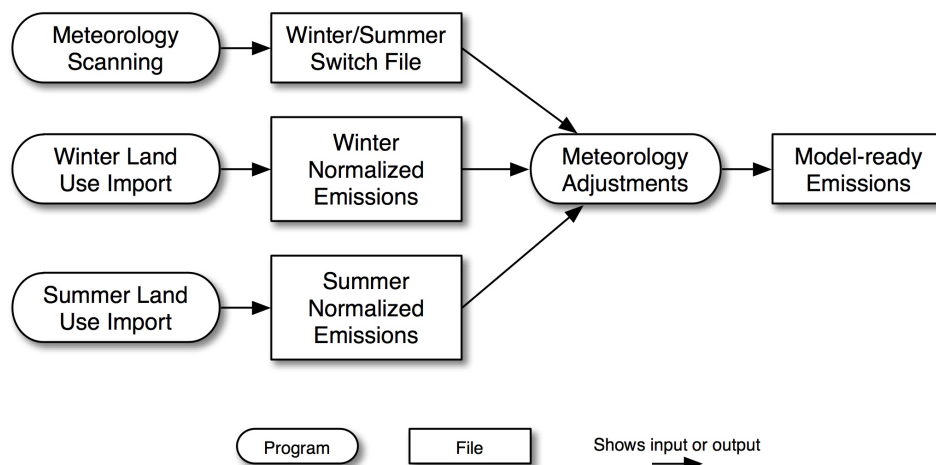 Meteorology
Scanning
Winter/Summer
Switch File
Winter Land
Use Import
Winter
Normalized
Emissions
Meteorology
Adjustments
Model-ready
Emissions
Summer Land
Use Import
Summer
Normalized
Emissions
Program
File
Shows input or output